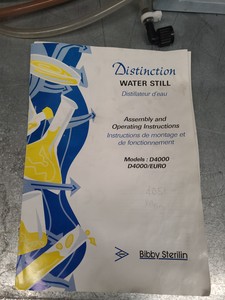 Distinction
WATER STILL
Distillateur d'eau
Assembly and
Operating Instructions
Instructions de montage et
de fonctionnement
Models : D4000
D4000/EURO
Bibby Sterilin